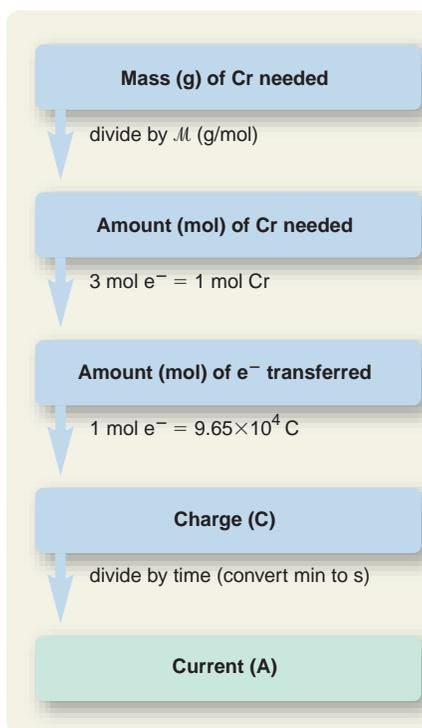 Mass (g) of Cr needed
divide by ℳ (g/mol)
Amount (mol) of Cr needed
3 mol e⁻ = 1 mol Cr
Amount (mol) of e⁻ transferred
1 mol e⁻ = 9.65×10⁴ C
Charge (C)
divide by time (convert min to s)
Current (A)